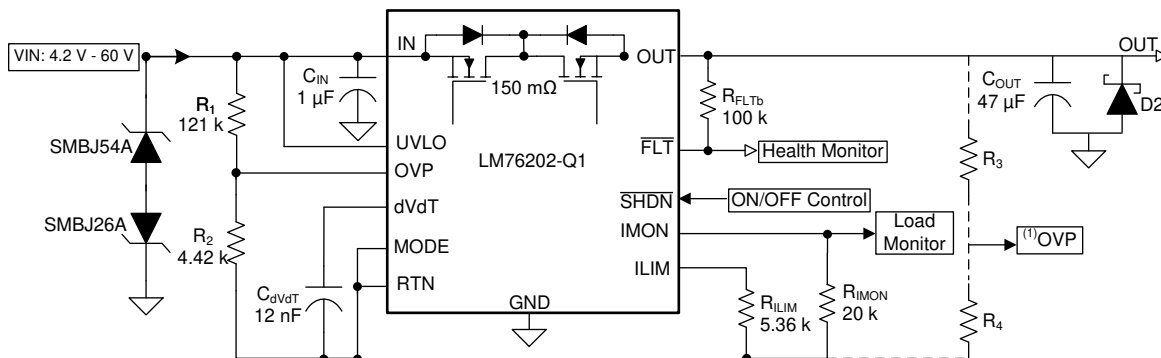 VIN: 4.2 V - 60 V
SMBJ54A
SMBJ26A
R1
121 k
R2
4.42 k
CIN
1 µF
CdVdT
12 nF
IN
UVLO
OVP
dVdT
MODE
RTN
150 mΩ
LM76202-Q1
GND
OUT
FLT
SHDN
IMON
ILIM
RFLTb
100 k
Health Monitor
ON/OFF Control
Load
Monitor
RILIM
5.36 k
RIMON
20 k
R3
(1)OVP
R4
COUT
47 µF
OUT
D2